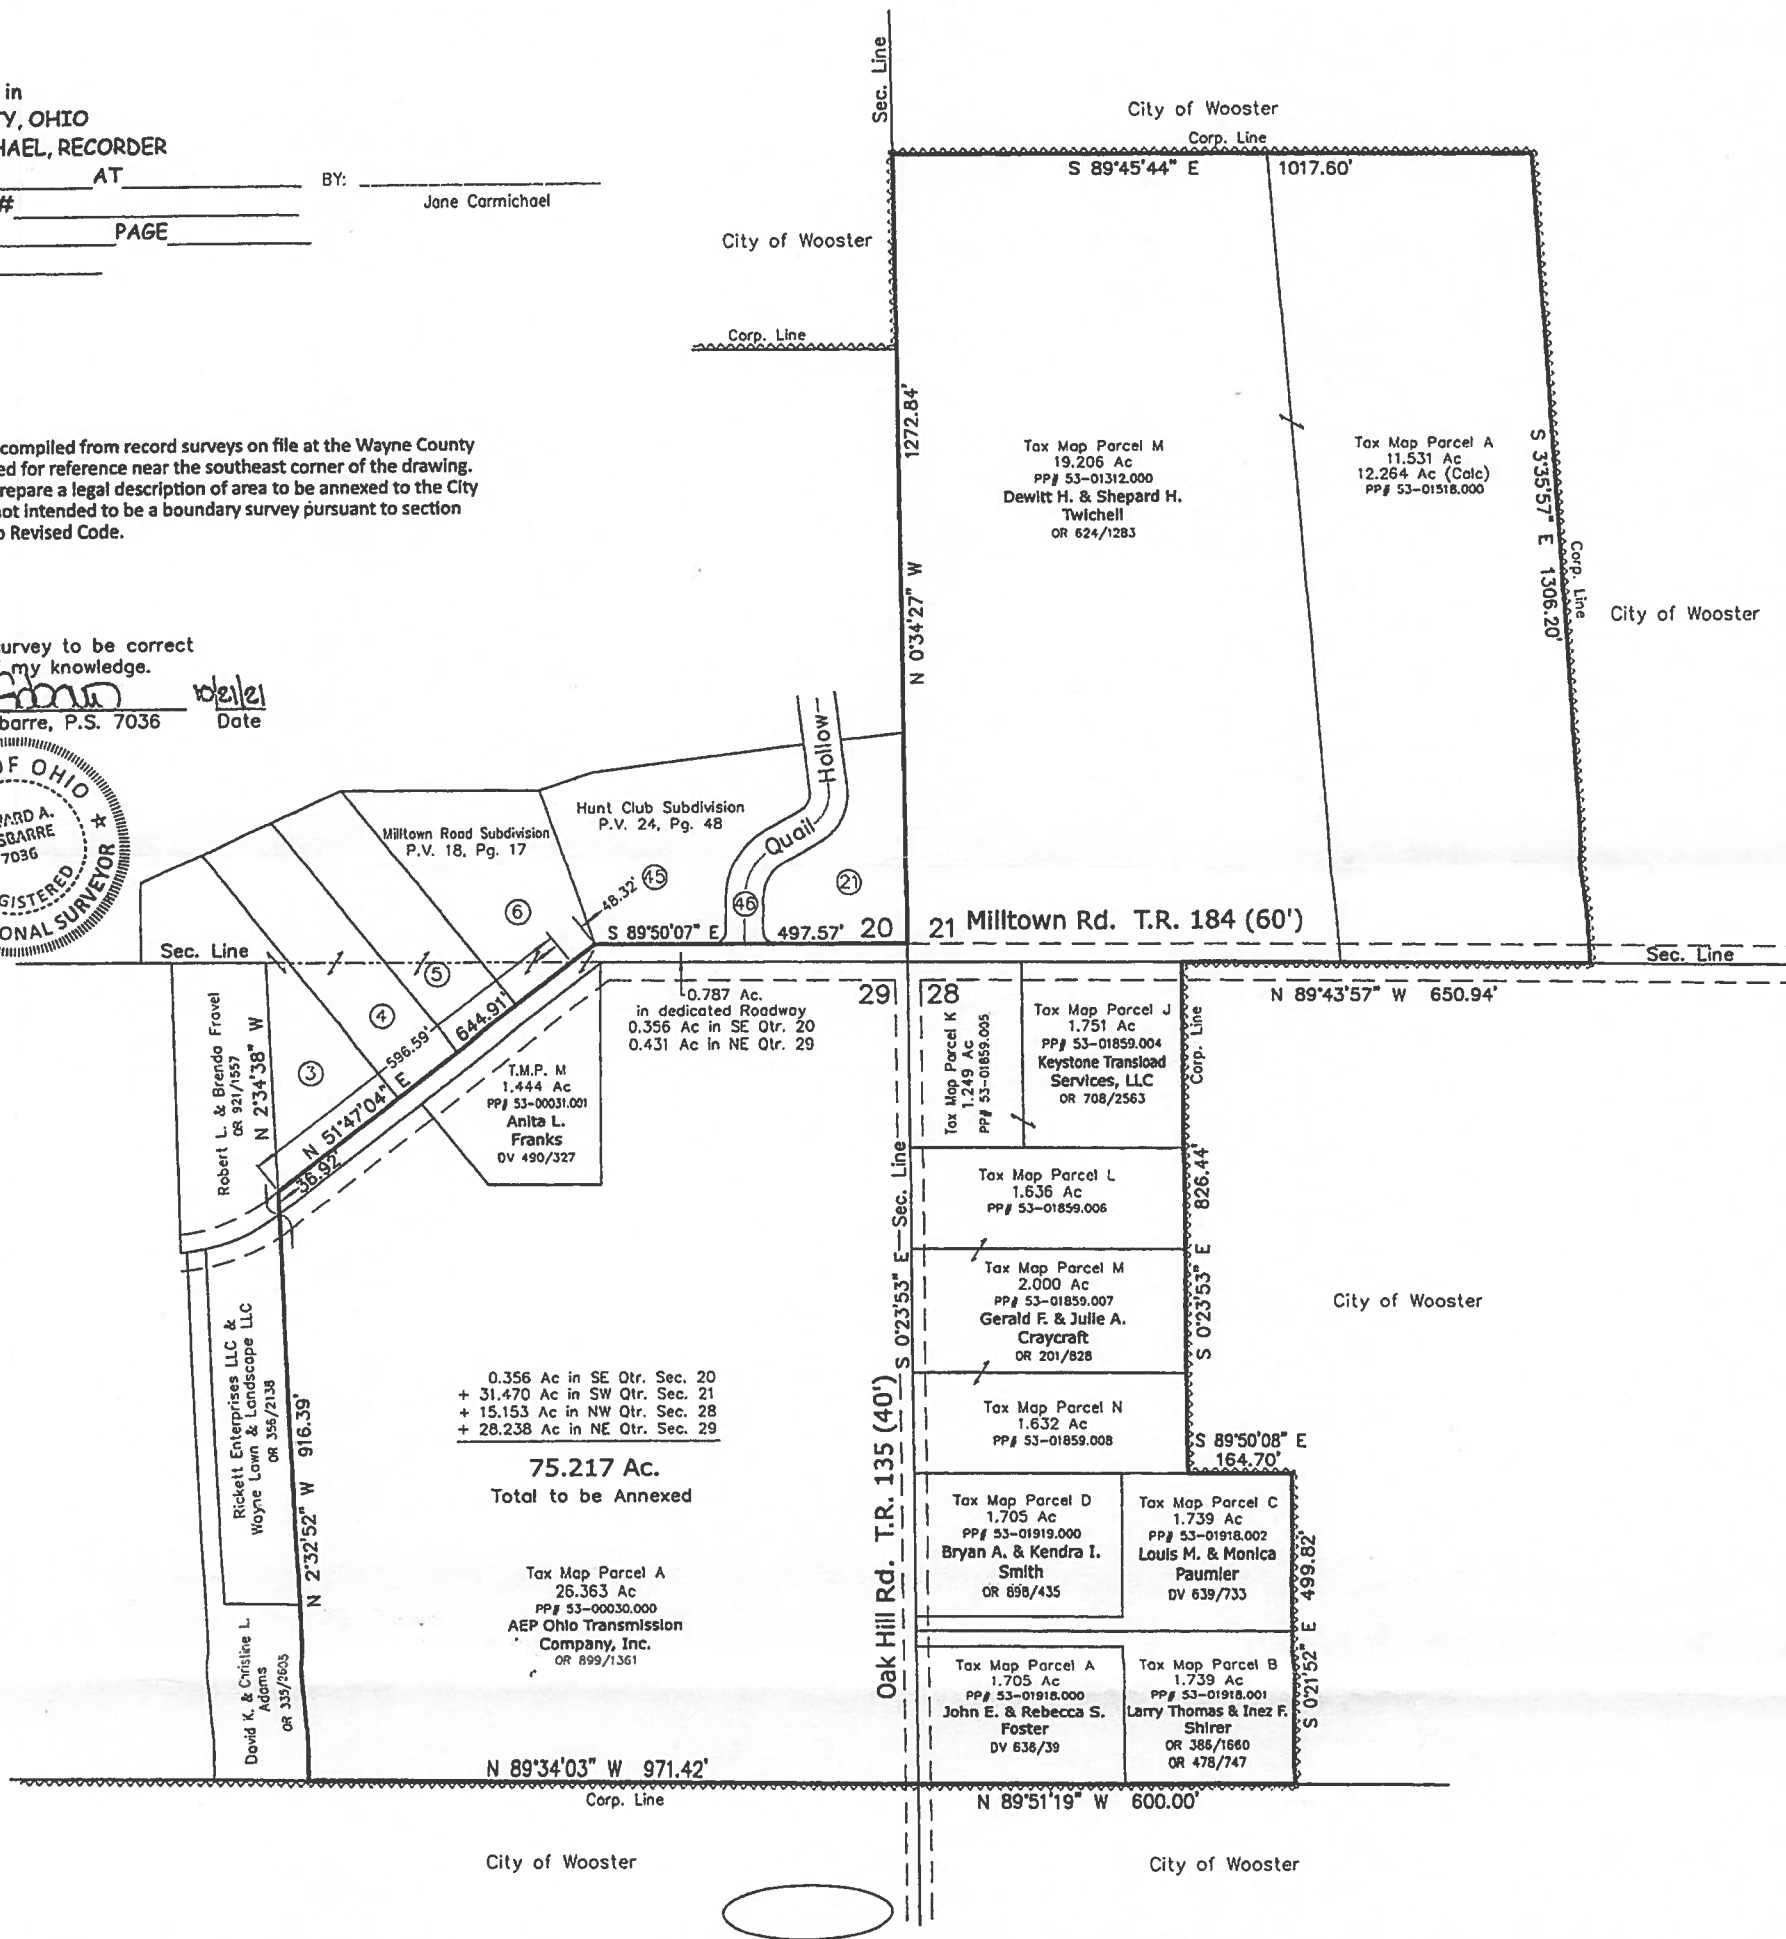 in
Y, OHIO
HAEL, RECORDER
AT
BY:
#
Jane Carmichael
PAGE
compiled from record surveys on file at the Wayne County
ed for reference near the southeast corner of the drawing.
repare a legal description of area to be annexed to the City
not intended to be a boundary survey pursuant to section
o Revised Code.
urvey to be correct
my knowledge.
10/21/21
barre, P.S. 7036
Date
OF OHIO
ARD A.
SBARRE
7036
GISTERED
ONAL SURVEYOR
Sec. Line
City of Wooster
Corp. Line
S 89°45'44" E 1017.60'
City of Wooster
Corp. Line
1272.84'
N 0°34'27" W
Tax Map Parcel M
19.206 Ac
PP# 53-01312.000
Dewitt H. & Shepard H.
Twichell
OR 624/1283
Tax Map Parcel A
11.531 Ac
12.264 Ac (Calc)
PP# 53-01518.000
S 3°35'57" E 1306.20'
Corp. Line
City of Wooster
Hunt Club Subdivision
P.V. 24, Pg. 48
Milltown Road Subdivision
P.V. 18, Pg. 17
Quail Hollow
45
46
21
6
5
4
3
48.32'
S 89°50'07" E 497.57'
20
21
Milltown Rd. T.R. 184 (60')
Sec. Line
Sec. Line
N 89°43'57" W 650.94'
29
28
0.787 Ac.
in dedicated Roadway
0.356 Ac in SE Qtr. 20
0.431 Ac in NE Qtr. 29
596.59'
644.91'
N 51°47'04" E
36.92'
Robert L. & Brenda Fravel
OR 921/1557
N 2°34'38" W
T.M.P. M
1.444 Ac
PP# 53-00031.001
Anita L.
Franks
DV 490/327
Tax Map Parcel K
1.249 Ac
PP# 53-01859.005
Tax Map Parcel J
1.751 Ac
PP# 53-01859.004
Keystone Transload
Services, LLC
OR 708/2563
Corp. Line
Tax Map Parcel L
1.636 Ac
PP# 53-01859.006
S 0°23'53" E 826.44'
S 0°23'53" E
Sec. Line
Tax Map Parcel M
2.000 Ac
PP# 53-01859.007
Gerald F. & Julie A.
Craycraft
OR 201/828
City of Wooster
Rickett Enterprises LLC &
Wayne Lawn & Landscape LLC
OR 356/2138
N 2°32'52" W 916.39'
0.356 Ac in SE Qtr. Sec. 20
+ 31.470 Ac in SW Qtr. Sec. 21
+ 15.153 Ac in NW Qtr. Sec. 28
+ 28.238 Ac in NE Qtr. Sec. 29
75.217 Ac.
Total to be Annexed
Tax Map Parcel N
1.632 Ac
PP# 53-01859.008
S 89°50'08" E
164.70'
Oak Hill Rd. T.R. 135 (40')
Tax Map Parcel D
1.705 Ac
PP# 53-01919.000
Bryan A. & Kendra I.
Smith
OR 898/435
Tax Map Parcel C
1.739 Ac
PP# 53-01918.002
Louis M. & Monica
Paumier
DV 639/733
S 0°21'52" E 499.82'
Tax Map Parcel A
26.363 Ac
PP# 53-00030.000
AEP Ohio Transmission
Company, Inc.
OR 899/1361
David K. & Christine L.
Adams
OR 335/2605
Tax Map Parcel A
1.705 Ac
PP# 53-01918.000
John E. & Rebecca S.
Foster
DV 636/39
Tax Map Parcel B
1.739 Ac
PP# 53-01918.001
Larry Thomas & Inez F.
Shirer
OR 386/1660
OR 478/747
N 89°34'03" W 971.42'
Corp. Line
N 89°51'19" W 600.00'
City of Wooster
City of Wooster